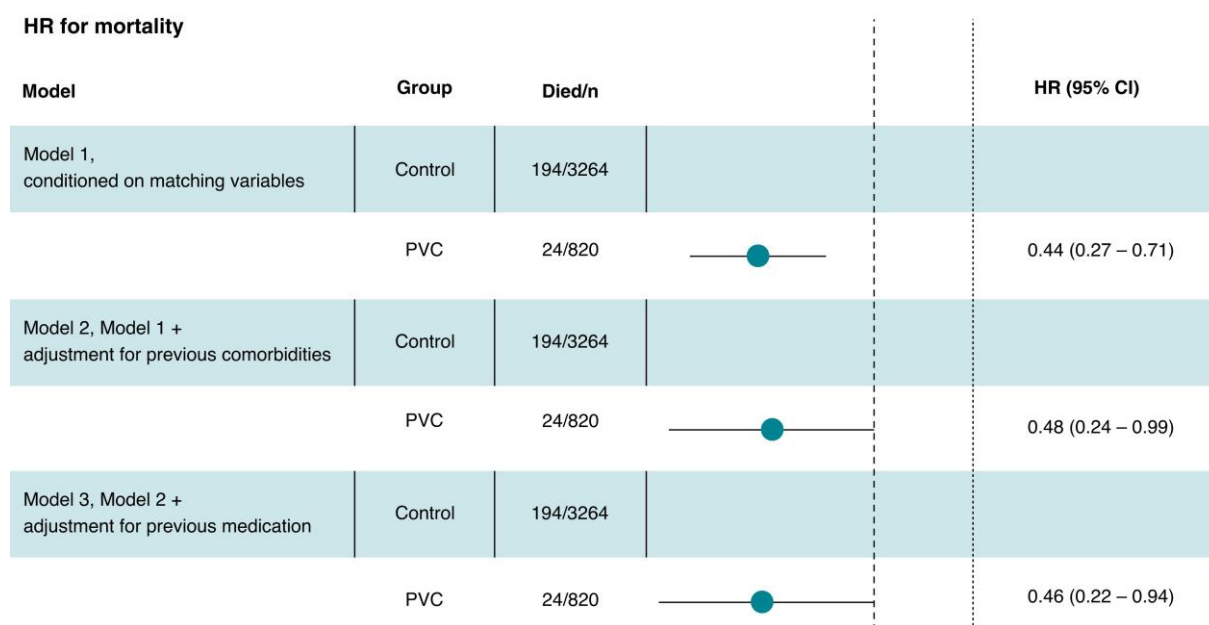 HR for mortality
Model Group Died/n HR (95% CI)
Model 1,
conditioned on matching variables Control 194/3264
PVC 24/820 0.44 (0.27 – 0.71)
Model 2, Model 1 +
adjustment for previous comorbidities Control 194/3264
PVC 24/820 0.48 (0.24 – 0.99)
Model 3, Model 2 +
adjustment for previous medication Control 194/3264
PVC 24/820 0.46 (0.22 – 0.94)